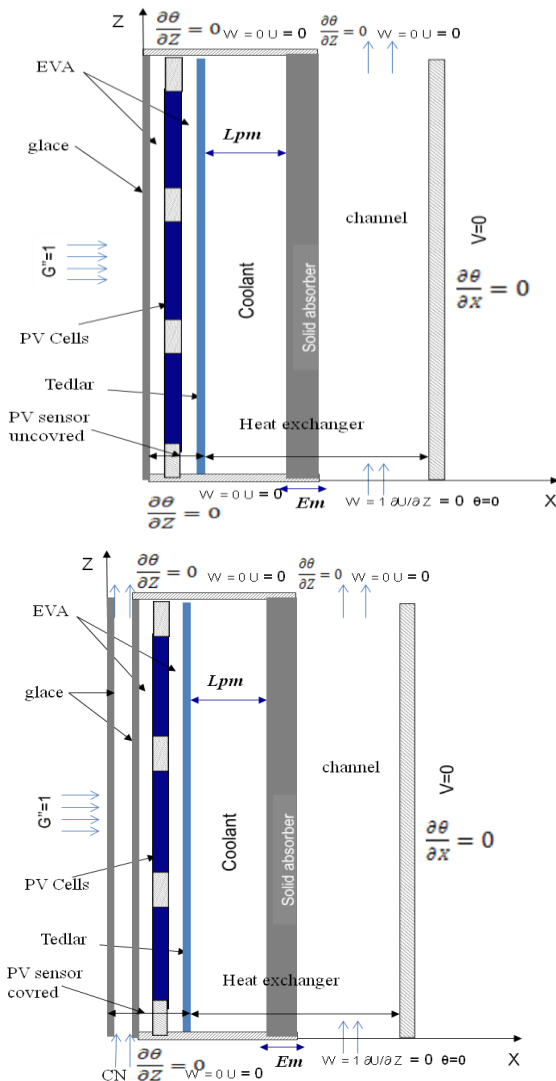 Z
∂θ/∂Z = 0 W = 0 U = 0 ∂θ/∂Z = 0 W = 0 U = 0
EVA
Lpm
glace
channel
G"=1
V=0
∂θ/∂x = 0
Coolant
Solid absorber
PV Cells
Tedlar
PV sensor
uncovred
Heat exchanger
∂θ/∂Z = 0 W = 0 U = 0 Em W = 1 ∂U/∂Z = 0 θ=0 X
Z
∂θ/∂Z = 0 W = 0 U = 0 ∂θ/∂Z = 0 W = 0 U = 0
EVA
glace
Lpm
channel
G"=1
V=0
∂θ/∂x = 0
Coolant
Solid absorber
PV Cells
Tedlar
PV sensor
covred
Heat exchanger
CN ∂θ/∂Z = 0 W = 0 U = 0 Em W = 1 ∂U/∂Z = 0 θ=0 X